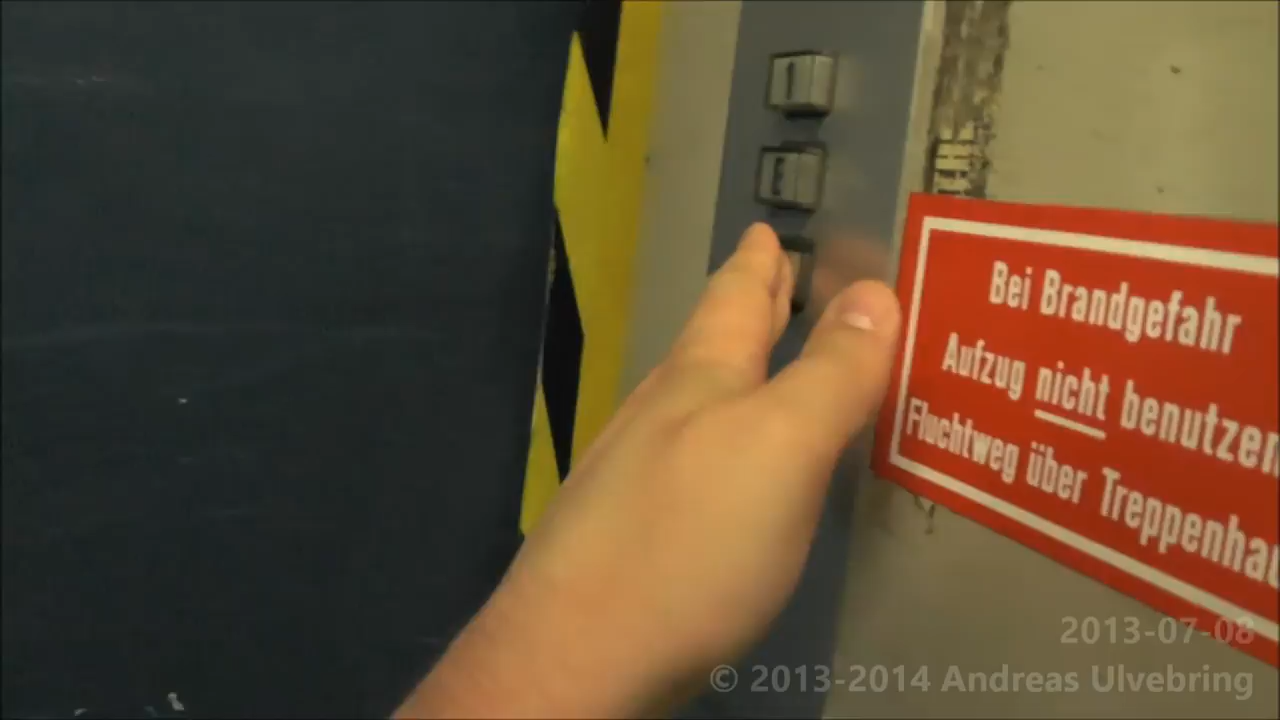 Bei Brandgefahr
Aufzug nicht benutzen
Fluchtweg über Treppenhau
2013-07-08
© 2013-2014 Andreas Ulvebring